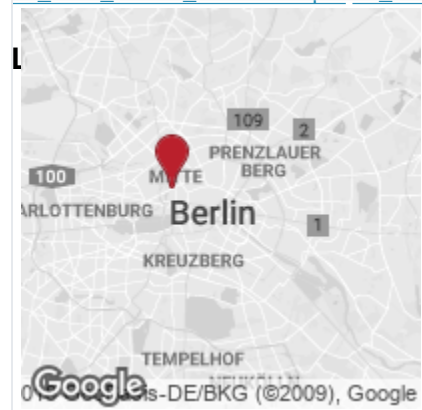 L
109
2
PRENZLAUER
BERG
100
MITTE
ARLOTTENBURG
Berlin
1
KREUZBERG
TEMPELHOF
Google
-DE/BKG (©2009), Google